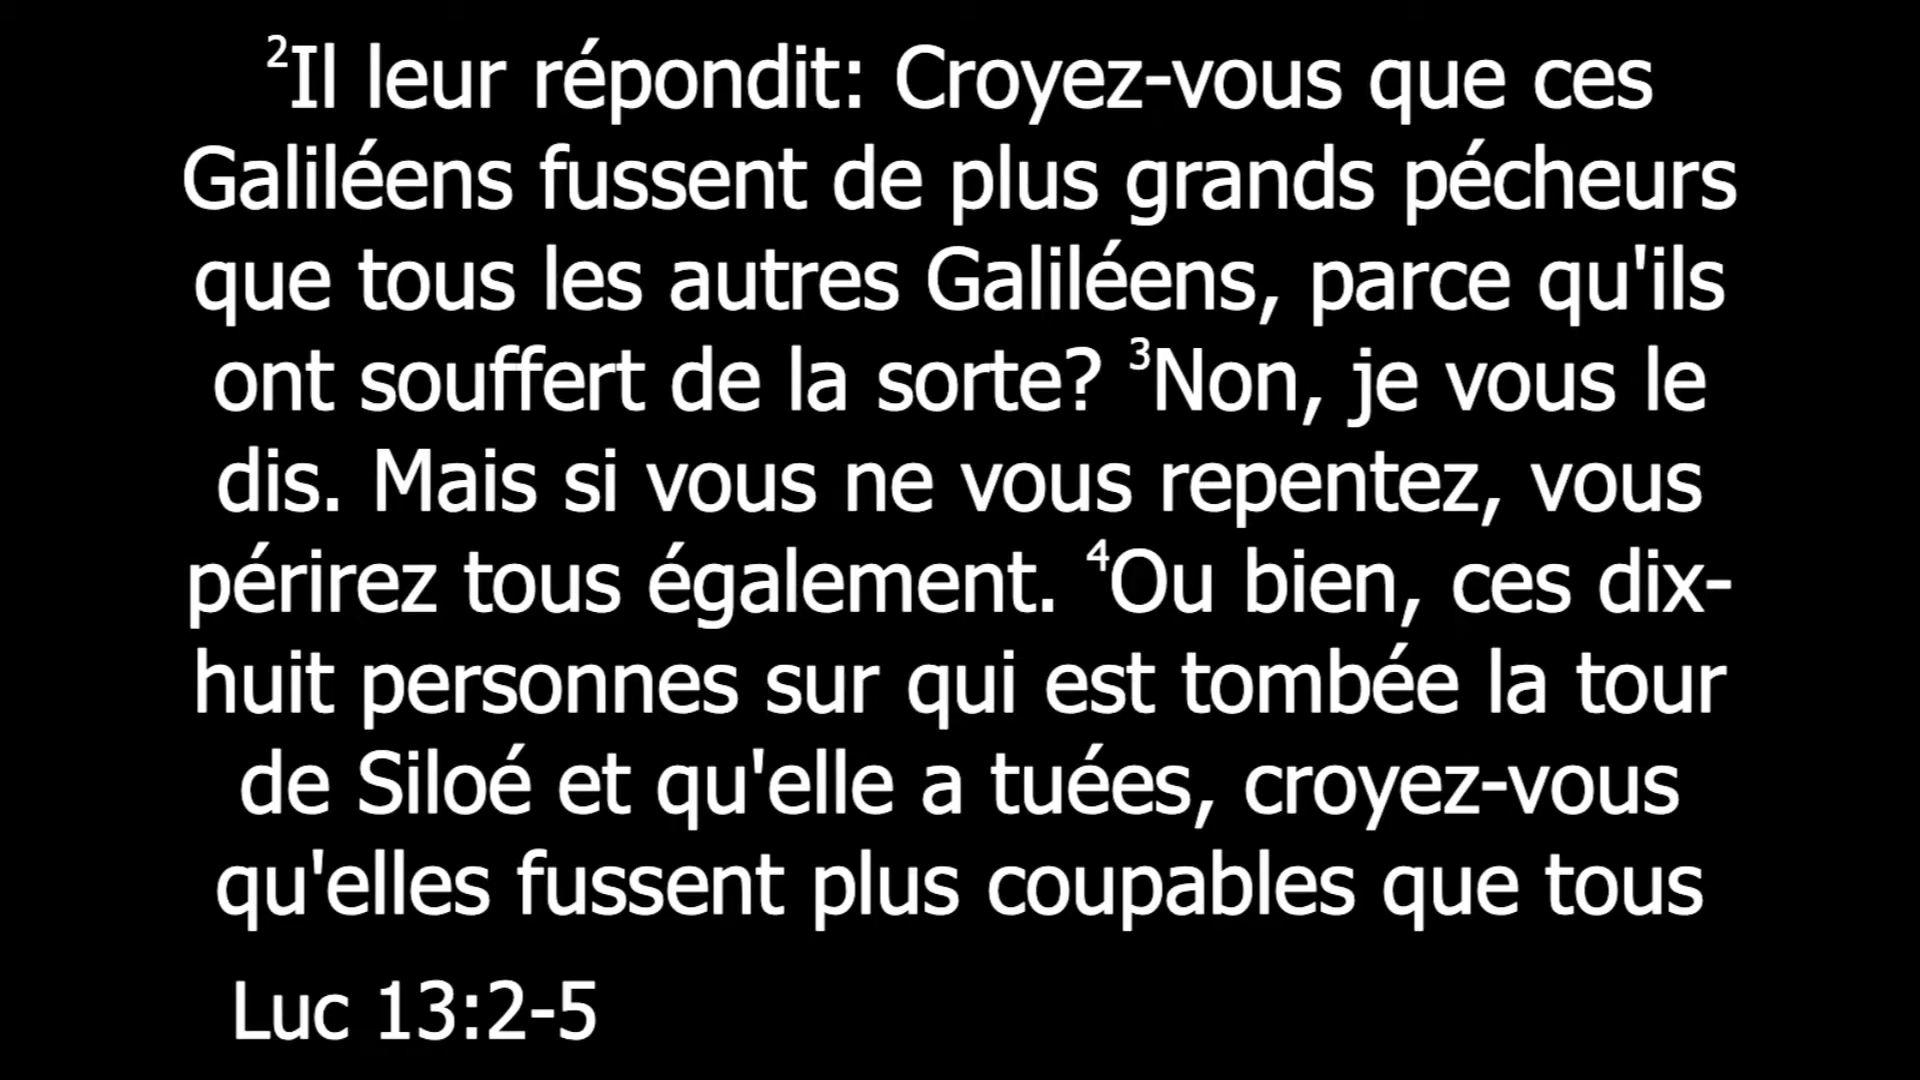 ²Il leur répondit: Croyez-vous que ces
Galiléens fussent de plus grands pécheurs
que tous les autres Galiléens, parce qu'ils
ont souffert de la sorte? ³Non, je vous le
dis. Mais si vous ne vous repentez, vous
périrez tous également. ⁴Ou bien, ces dix-
huit personnes sur qui est tombée la tour
de Siloé et qu'elle a tuées, croyez-vous
qu'elles fussent plus coupables que tous
Luc 13:2-5